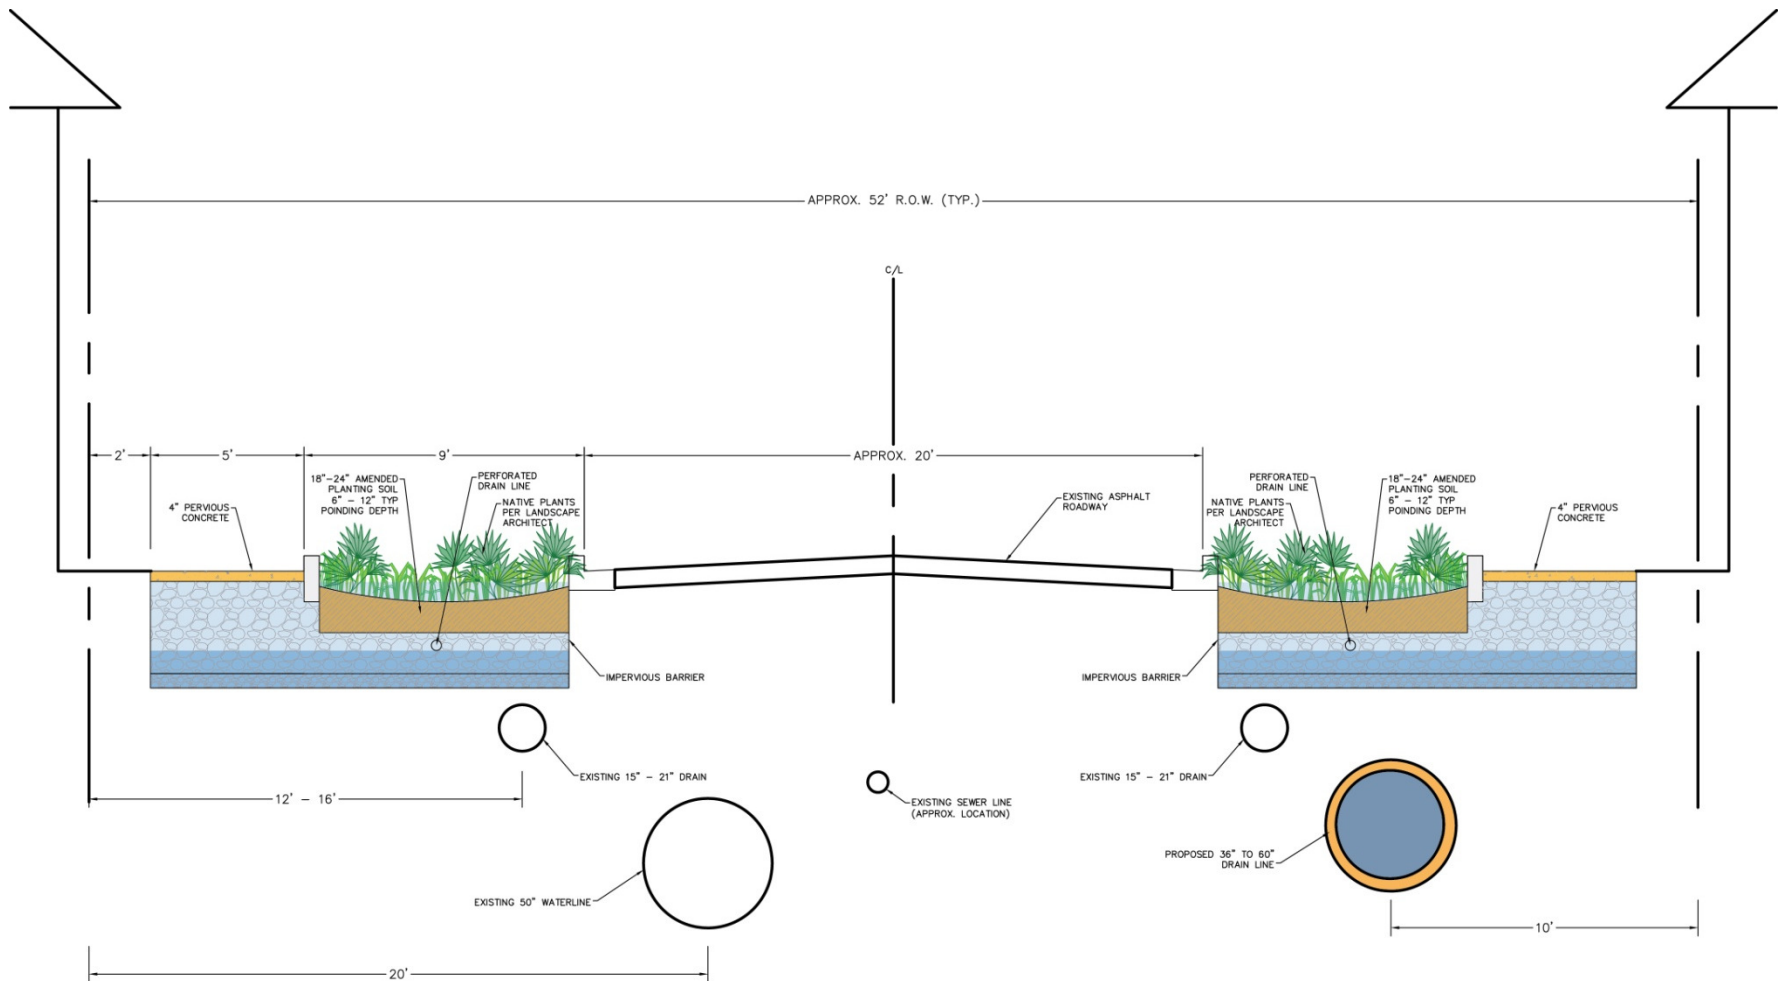 APPROX. 52' R.O.W. (TYP.)
C/L
2'
5'
9'
APPROX. 20'
18"-24" AMENDED
PLANTING SOIL
6" - 12" TYP
POINDING DEPTH
PERFORATED
DRAIN LINE
NATIVE PLANTS
PER LANDSCAPE
ARCHITECT
4" PERVIOUS
CONCRETE
EXISTING ASPHALT
ROADWAY
PERFORATED
DRAIN LINE
NATIVE PLANTS
PER LANDSCAPE
ARCHITECT
18"-24" AMENDED
PLANTING SOIL
6" - 12" TYP
POINDING DEPTH
4" PERVIOUS
CONCRETE
IMPERVIOUS BARRIER
IMPERVIOUS BARRIER
EXISTING 15" - 21" DRAIN
EXISTING 15" - 21" DRAIN
12' - 16'
EXISTING SEWER LINE
(APPROX. LOCATION)
PROPOSED 36" TO 60"
DRAIN LINE
EXISTING 50" WATERLINE
10'
20'